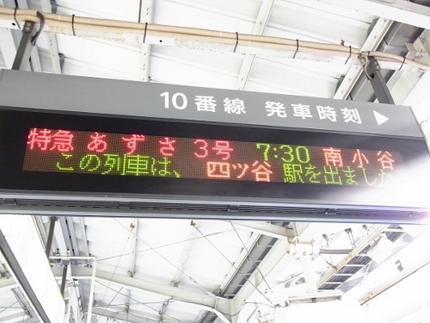 10番線 発車時刻 ▶
特急 あずさ 3号 7:30 南小谷
この列車は、 四ツ谷 駅を出ました